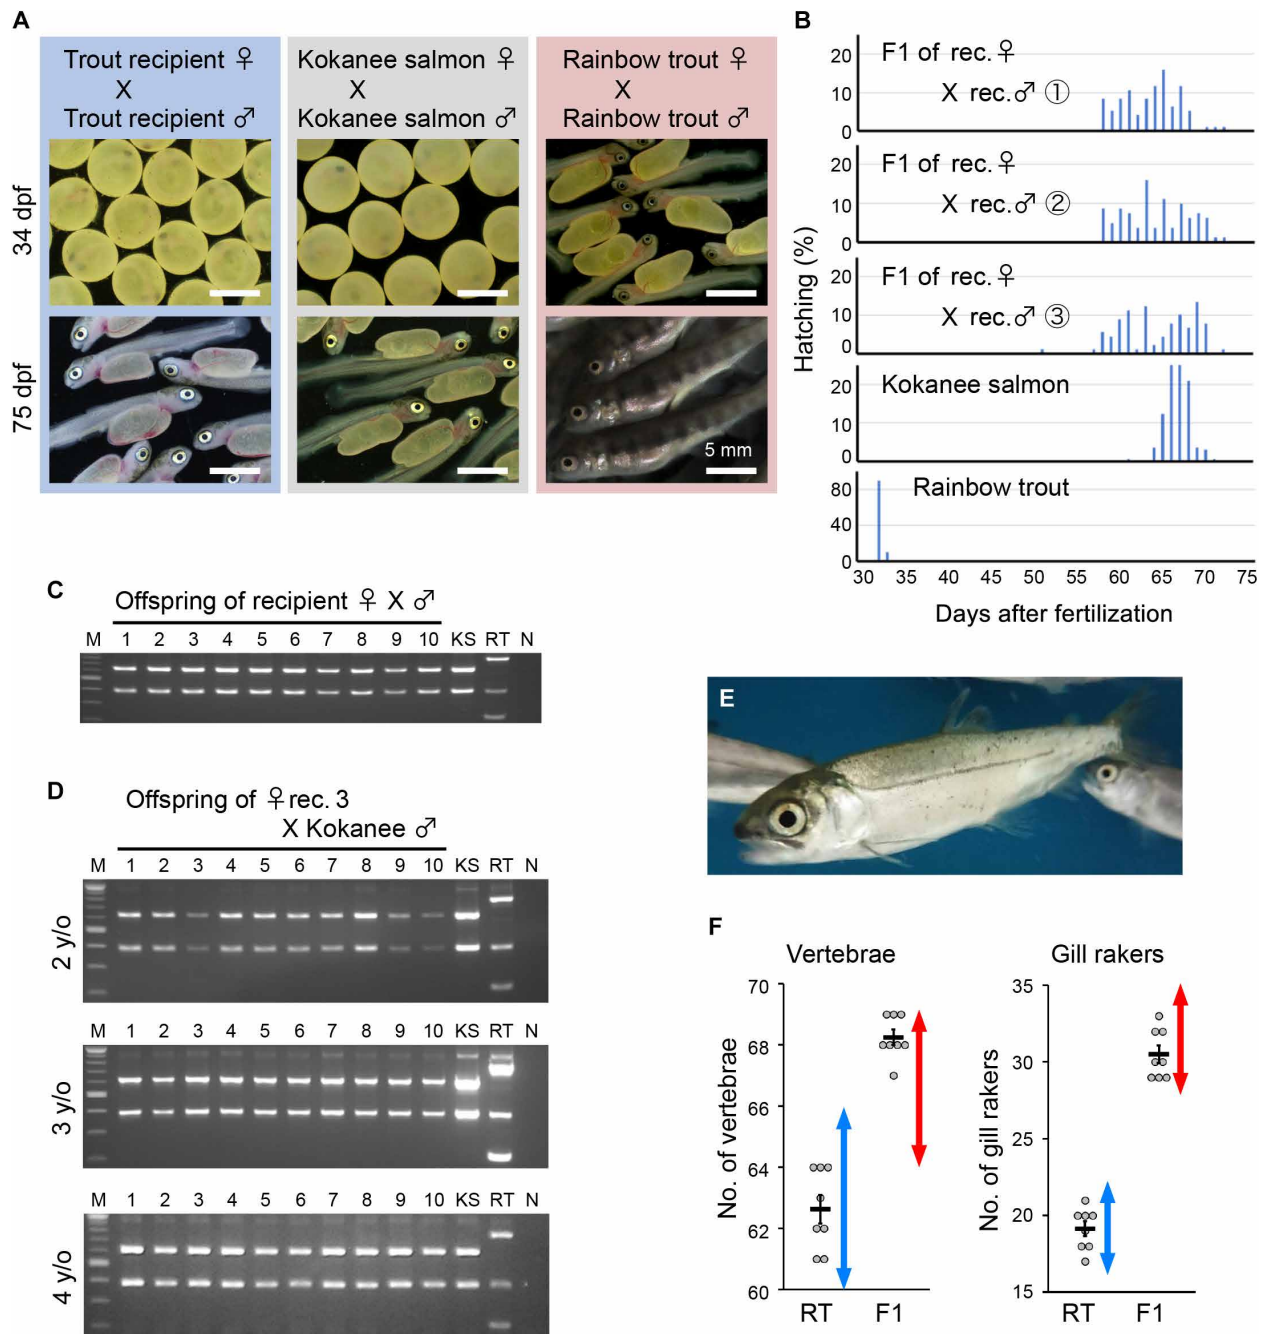 A
Trout recipient ♀
X
Trout recipient ♂
Kokanee salmon ♀
X
Kokanee salmon ♂
Rainbow trout ♀
X
Rainbow trout ♂
34 dpf
75 dpf
5 mm
B
F1 of rec.♀
X rec.♂ ①
20
10
0
F1 of rec.♀
X rec.♂ ②
20
10
0
F1 of rec.♀
X rec.♂ ③
20
10
0
Kokanee salmon
20
10
0
Rainbow trout
80
40
0
Hatching (%)
30 35 40 45 50 55 60 65 70 75
Days after fertilization
C
Offspring of recipient ♀ X ♂
M 1 2 3 4 5 6 7 8 9 10 KS RT N
D
Offspring of ♀rec. 3
X Kokanee ♂
M 1 2 3 4 5 6 7 8 9 10 KS RT N
2 y/o
M 1 2 3 4 5 6 7 8 9 10 KS RT N
3 y/o
M 1 2 3 4 5 6 7 8 9 10 KS RT N
4 y/o
E
F
Vertebrae
No. of vertebrae
70
68
66
64
62
60
RT F1
Gill rakers
No. of gill rakers
35
30
25
20
15
RT F1